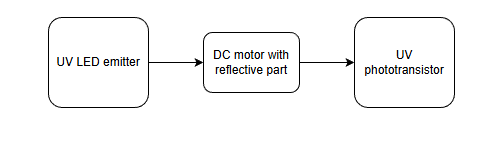 UV LED emitter
DC motor with
reflective part
UV
phototransistor